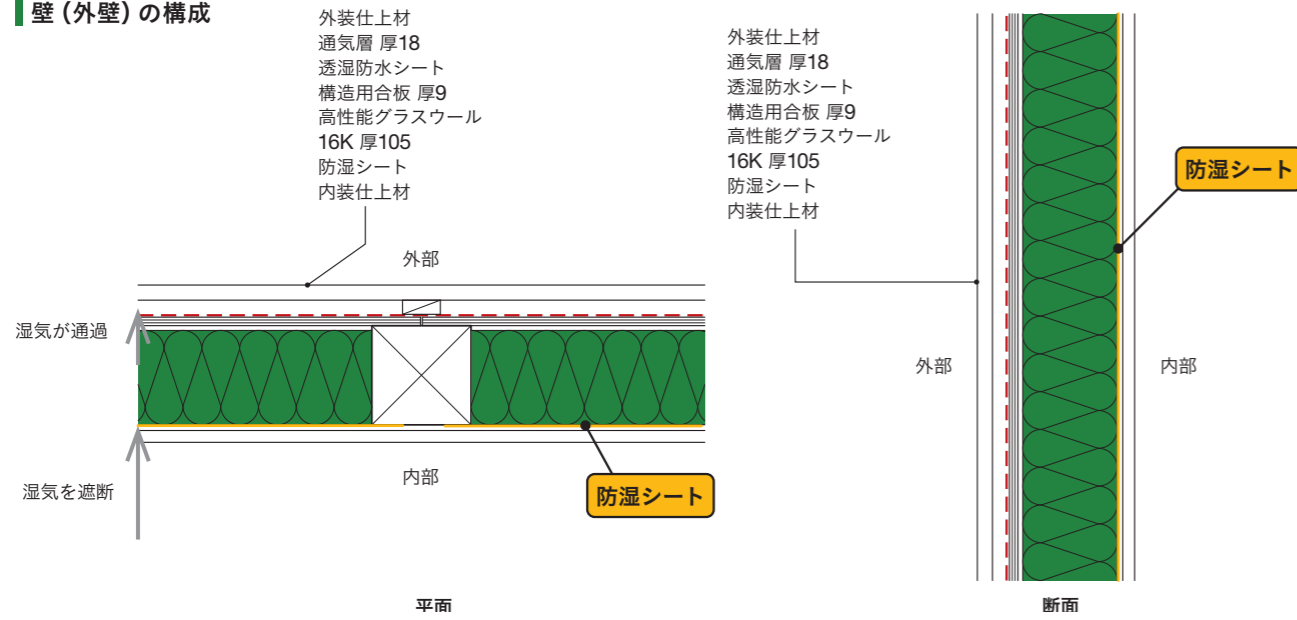 壁（外壁）の構成
外装仕上材
通気層 厚18
透湿防水シート
構造用合板 厚9
高性能グラスウール
16K 厚105
防湿シート
内装仕上材
外部
湿気が通過
湿気を遮断
内部
防湿シート
平面
外装仕上材
通気層 厚18
透湿防水シート
構造用合板 厚9
高性能グラスウール
16K 厚105
防湿シート
内装仕上材
防湿シート
外部
内部
断面